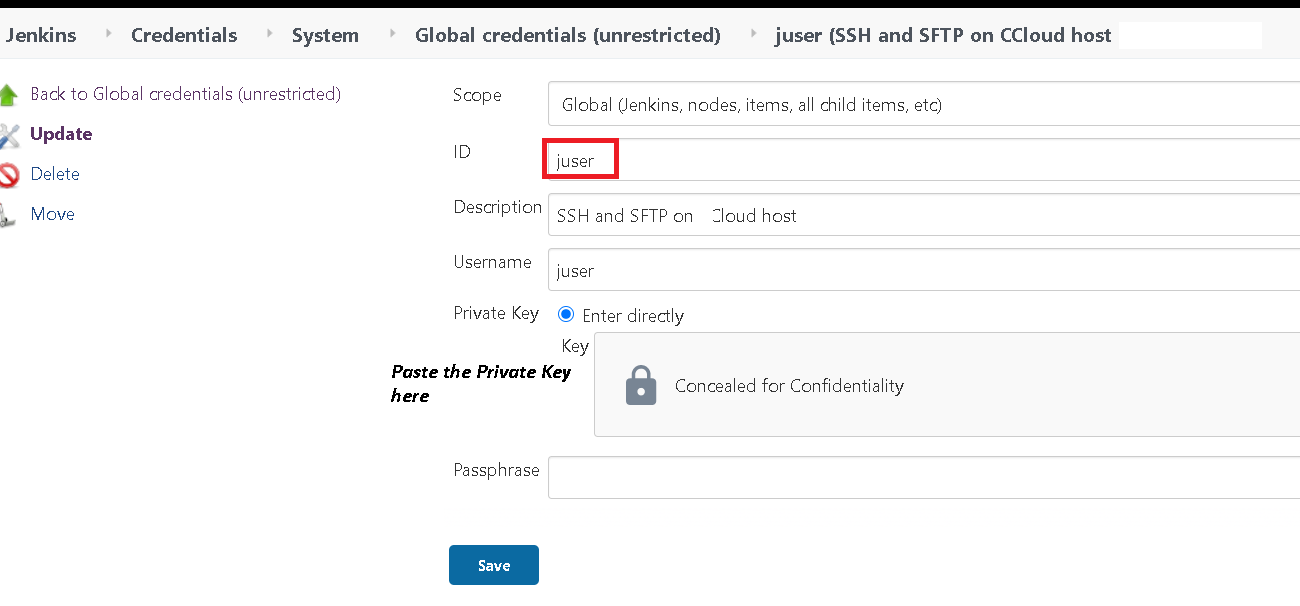 Jenkins Credentials System Global credentials (unrestricted) juser (SSH and SFTP on CCloud host
Back to Global credentials (unrestricted)
Update
Delete
Move
Scope Global (Jenkins, nodes, items, all child items, etc)
ID juser
Description SSH and SFTP on Cloud host
Username juser
Private Key Enter directly
Key
Paste the Private Key
here
Concealed for Confidentiality
Passphrase
Save